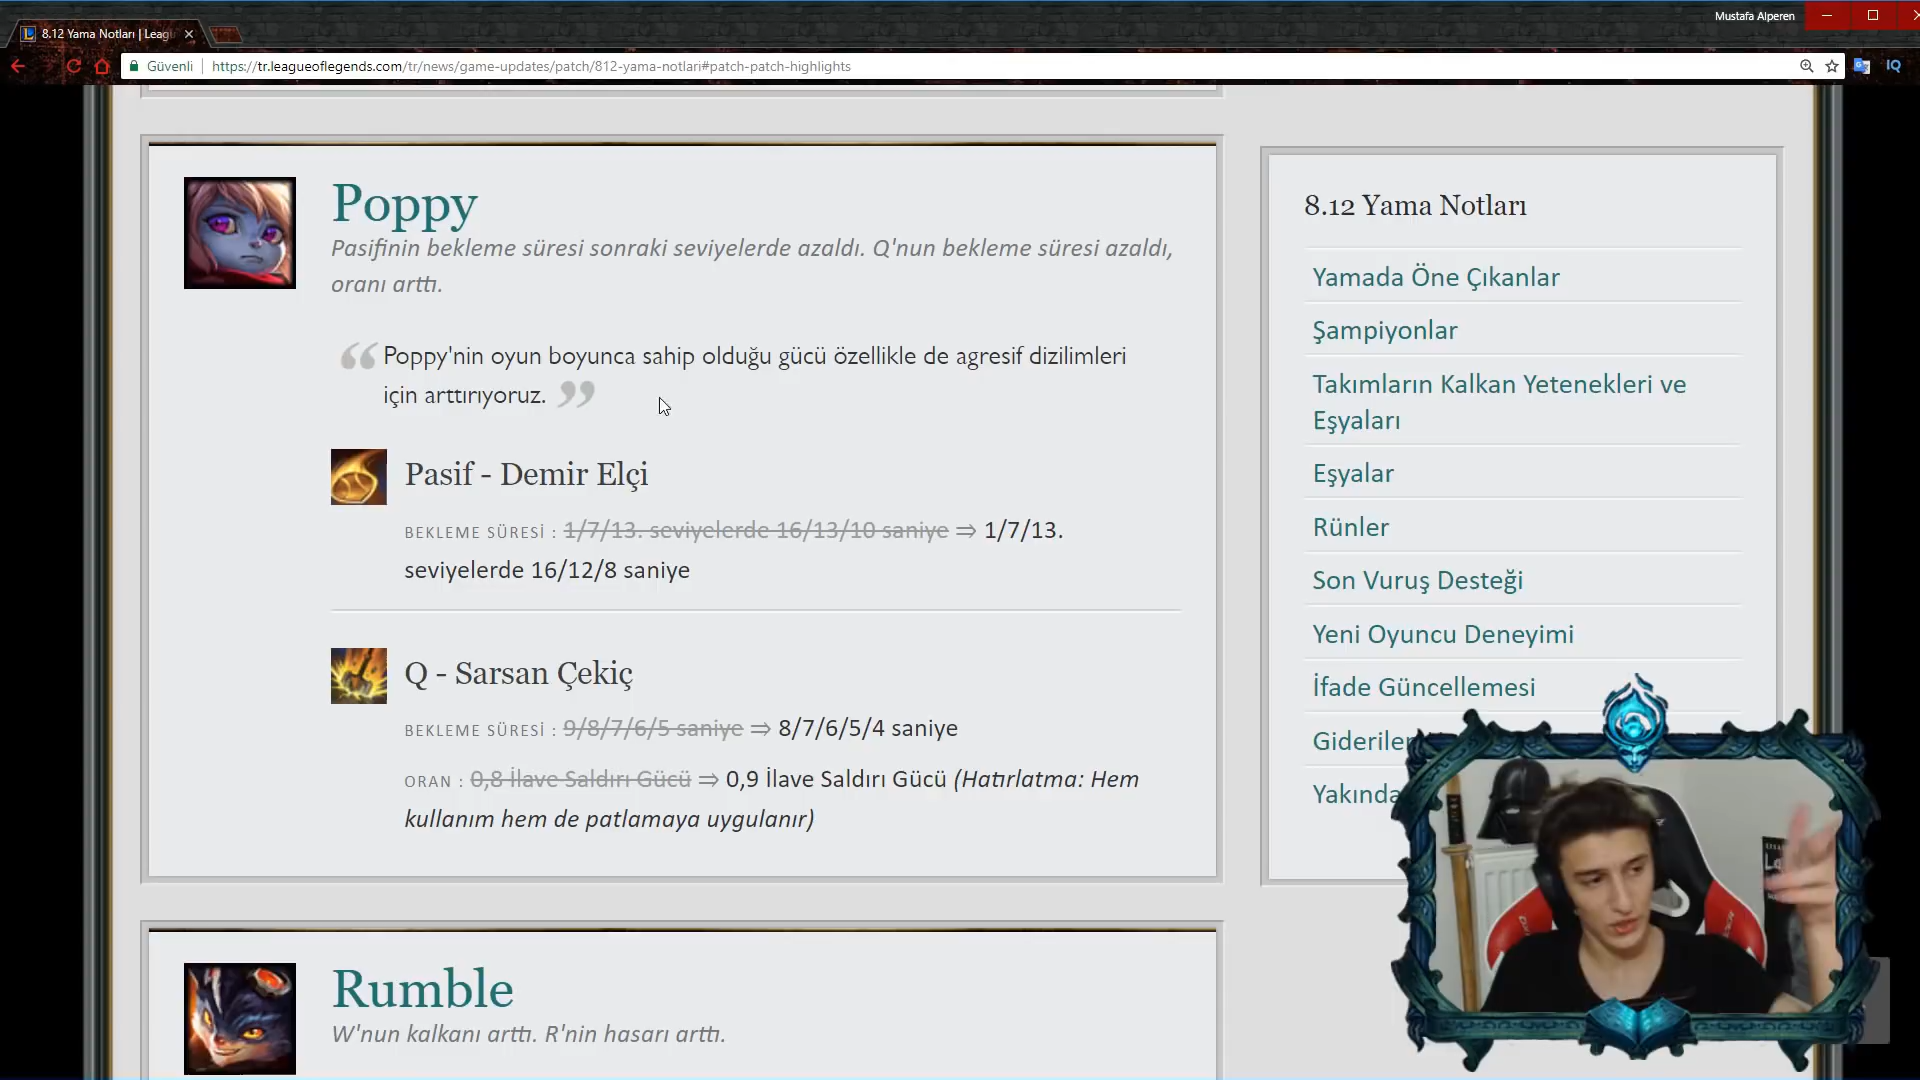 Mustafa Alperen
8.12 Yama Notları | Leag
Güvenli
https://tr.leagueoflegends.com/tr/news/game-updates/patch/812-yama-notlari#patch-patch-highlights
IQ
Poppy
Pasifinin bekleme süresi sonraki seviyelerde azaldı. Q'nun bekleme süresi azaldı,
oranı arttı.
“Poppy'nin oyun boyunca sahip olduğu gücü özellikle de agresif dizilimleri
için arttırıyoruz. ”
Pasif - Demir Elçi
BEKLEME SÜRESİ : 1/7/13. seviyelerde 16/13/10 saniye ⇒ 1/7/13.
seviyelerde 16/12/8 saniye
Q - Sarsan Çekiç
BEKLEME SÜRESİ : 9/8/7/6/5 saniye ⇒ 8/7/6/5/4 saniye
ORAN : 0,8 İlave Saldırı Gücü ⇒ 0,9 İlave Saldırı Gücü (Hatırlatma: Hem
kullanım hem de patlamaya uygulanır)
Rumble
W'nun kalkanı arttı. R'nin hasarı arttı.
8.12 Yama Notları
Yamada Öne Çıkanlar
Şampiyonlar
Takımların Kalkan Yetenekleri ve
Eşyaları
Eşyalar
Rünler
Son Vuruş Desteği
Yeni Oyuncu Deneyimi
İfade Güncellemesi
Giderilen
Yakında